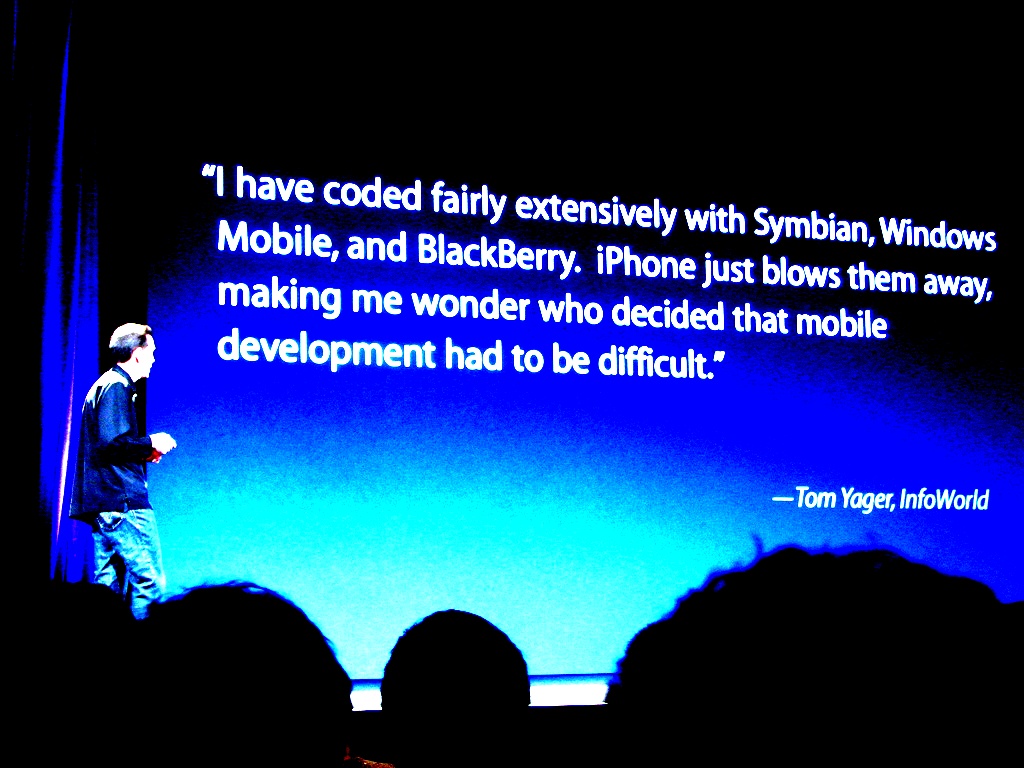 “I have coded fairly extensively with Symbian, Windows
Mobile, and BlackBerry. iPhone just blows them away,
making me wonder who decided that mobile
development had to be difficult.”
—Tom Yager, InfoWorld